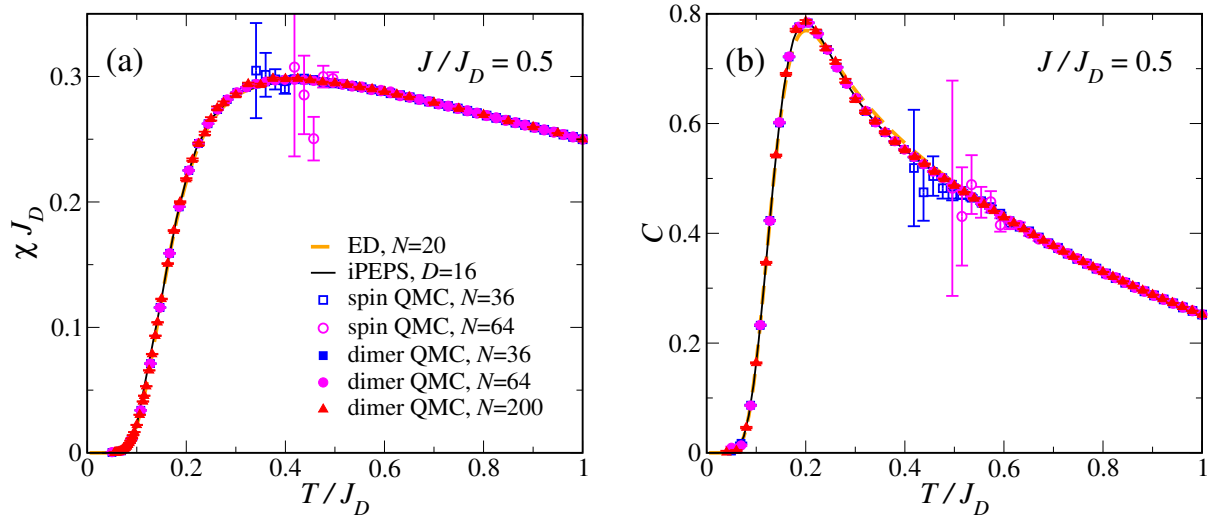 (a)
J/J_D = 0.5
0.3
0.2
0.1
0
χ J_D
ED, N=20
iPEPS, D=16
spin QMC, N=36
spin QMC, N=64
dimer QMC, N=36
dimer QMC, N=64
dimer QMC, N=200
0 0.2 0.4 0.6 0.8 1
T/J_D
(b)
J/J_D = 0.5
0.8
0.6
0.4
0.2
0
C
0 0.2 0.4 0.6 0.8 1
T/J_D